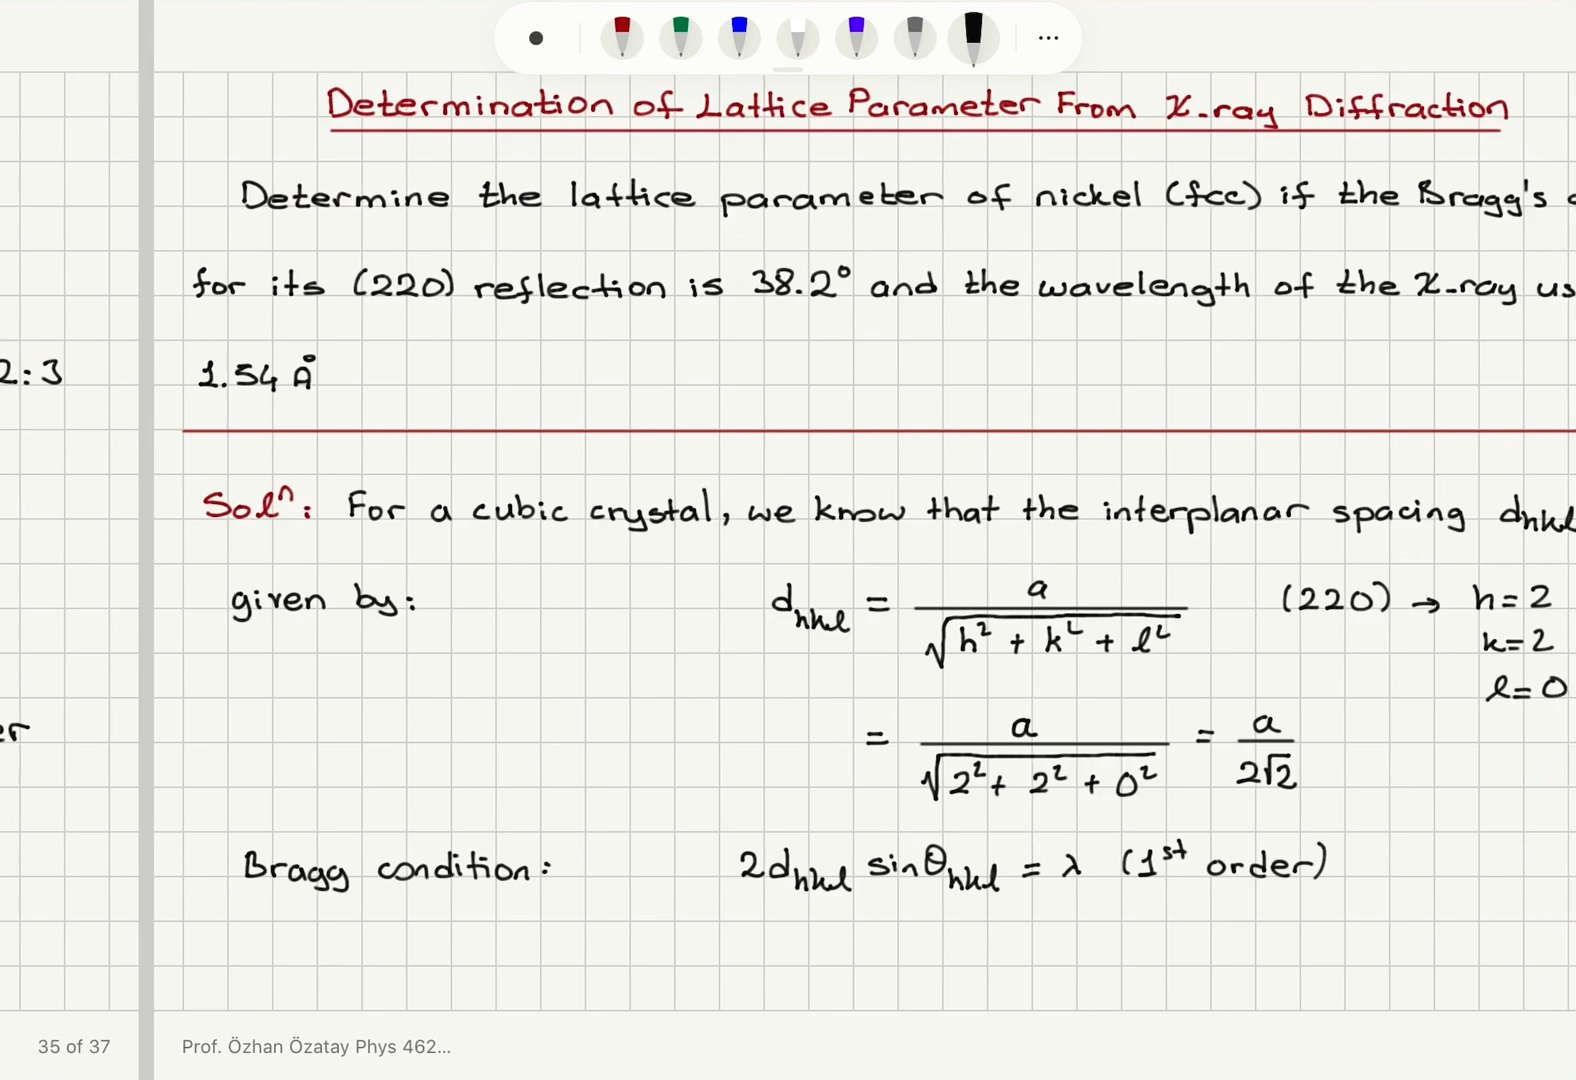 Determination of Lattice Parameter From X-ray Diffraction
Determine the lattice parameter of nickel (fcc) if the Bragg's
for its (220) reflection is 38.2° and the wavelength of the X-ray us
2:3
1.54 Å
Solⁿ: For a cubic crystal, we know that the interplanar spacing dhkl
given by: dhkl = a / √(h² + k² + l²) (220) → h=2
k=2
l=0
er
= a / √(2² + 2² + 0²) = a / 2√2
Bragg condition: 2dhkl sinθhkl = λ (1st order)
35 of 37
Prof. Özhan Özatay Phys 462...